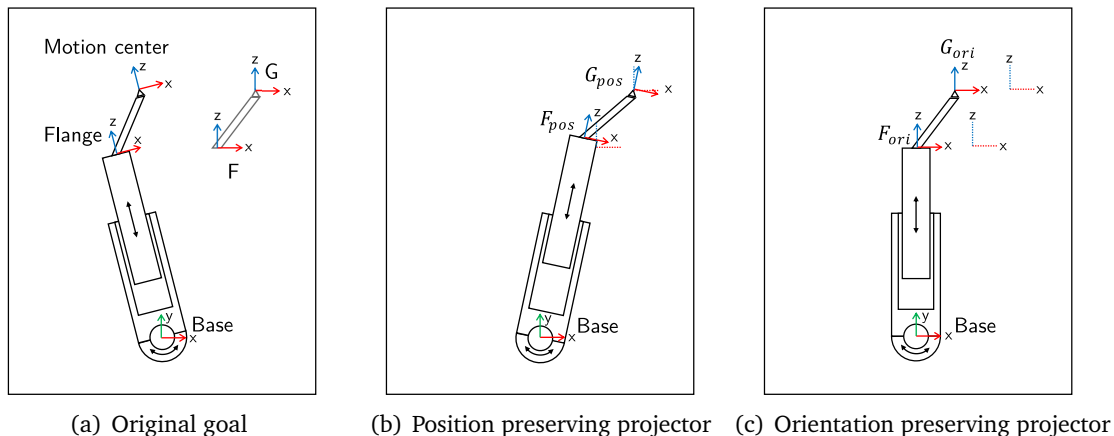 Motion center
z
x
z
G
x
Flange
z
x
z
x
F
y
Base
x
(a) Original goal
z
G_pos
x
F_pos
z
x
y
Base
x
(b) Position preserving projector
G_ori
z
x
z
x
F_ori
z
x
z
x
y
Base
x
(c) Orientation preserving projector